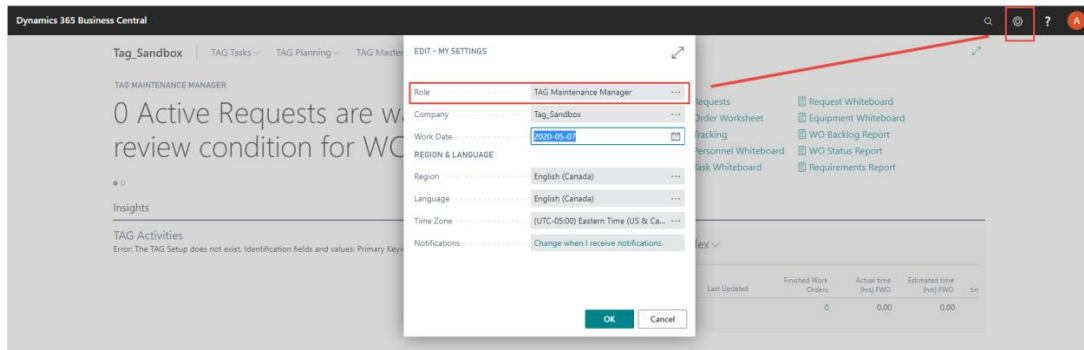 Dynamics 365 Business Central
?
A
Tag_Sandbox
TAG Tasks
TAG Planning
TAG Master
TAG MAINTENANCE MANAGER
0 Active Requests are w
review condition for WO
Insights
TAG Activities
Error: The TAG Setup does not exist. Identification fields and values: Primary Key=
EDIT - MY SETTINGS
Role TAG Maintenance Manager ...
Company Tag_Sandbox ...
Work Date 2020-05-07
REGION & LANGUAGE
Region English (Canada) ...
Language English (Canada) ...
Time Zone (UTC-05:00) Eastern Time (US & Ca... ...
Notifications Change when I receive notifications.
OK Cancel
Requests
Order Worksheet
Tracking
Personnel Whiteboard
Task Whiteboard
Request Whiteboard
Equipment Whiteboard
WO Backlog Report
WO Status Report
Requirements Report
Last Updated
Finished Work
Orders
Actual time
(hrs) FWO
Estimated time
(hrs) FWO
0 0.00 0.00